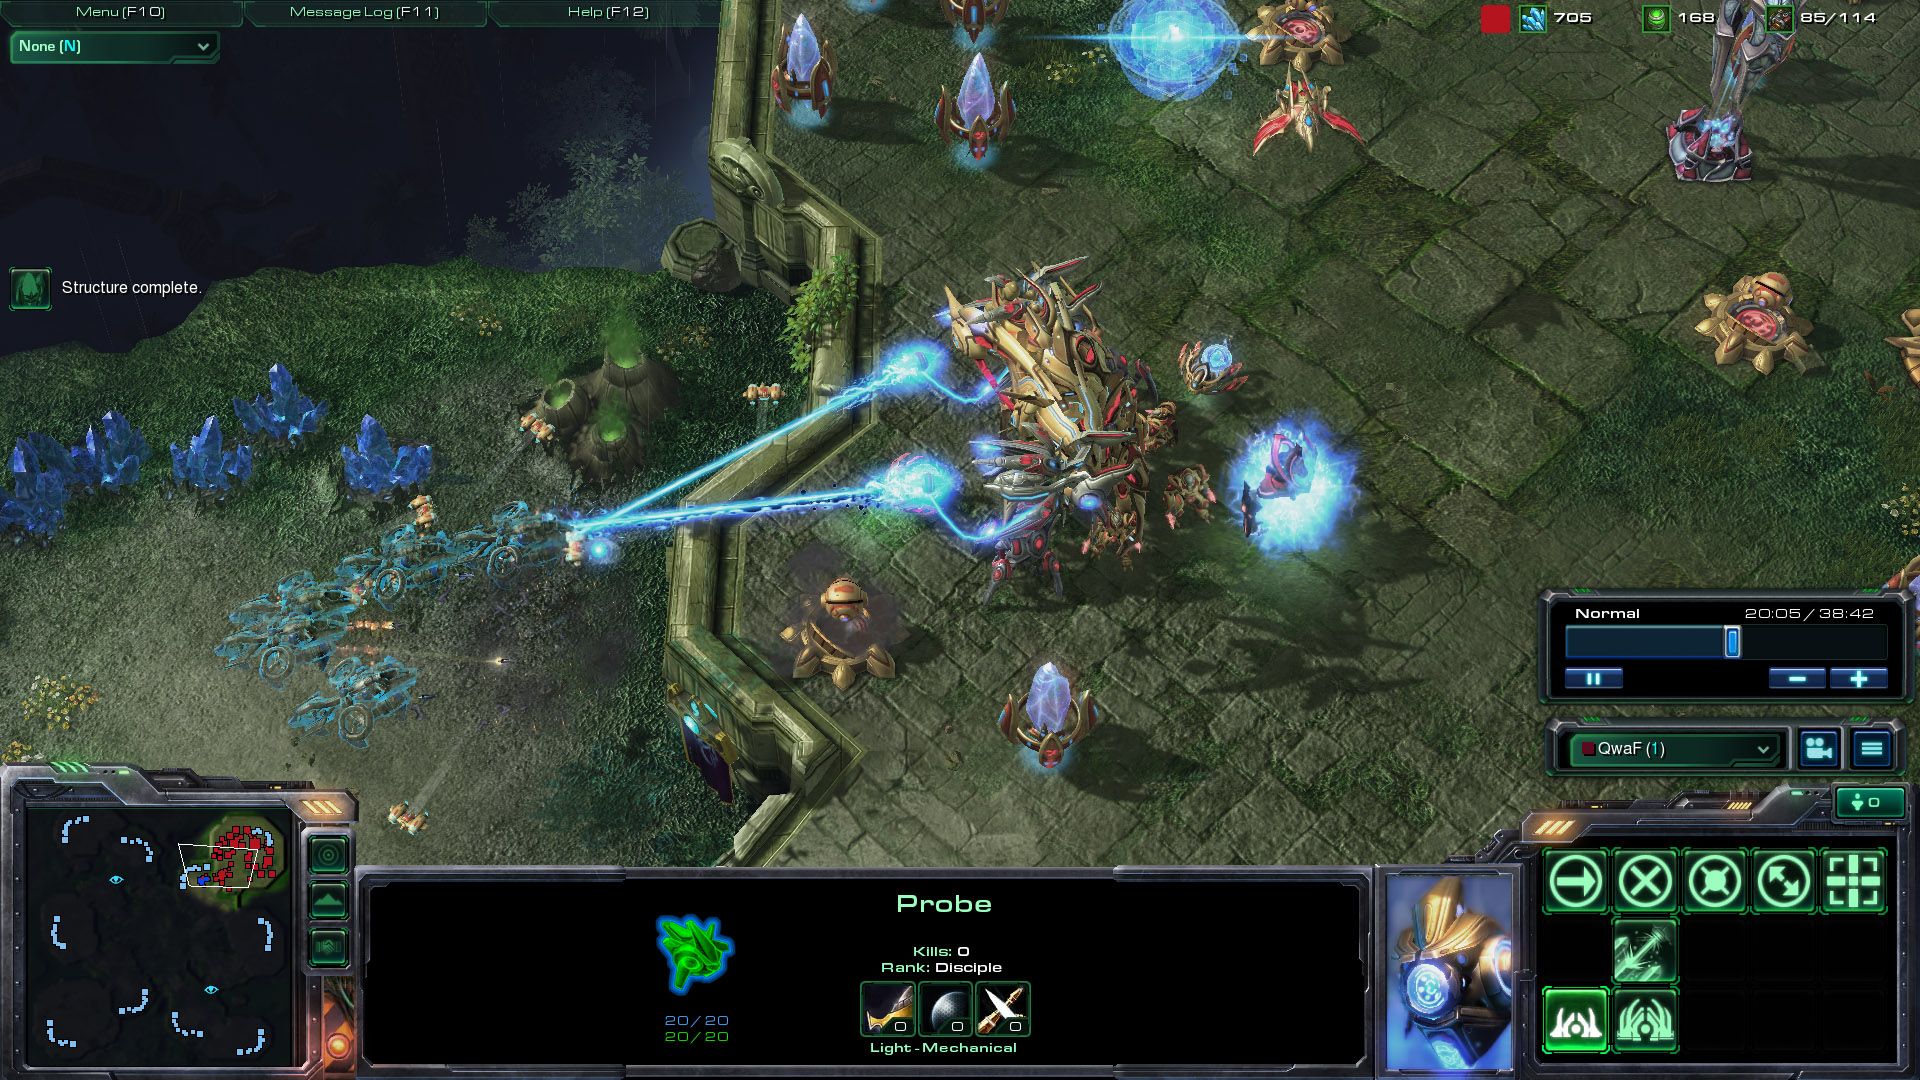 Menu (F10)
Message Log (F11)
Help (F12)
705
168
85/114
None (N)
Structure complete.
Normal
20:05 / 38:42
QwaF (1)
0
Probe
Kills: 0
Rank: Disciple
0
0
0
20/20
20/20
Light - Mechanical